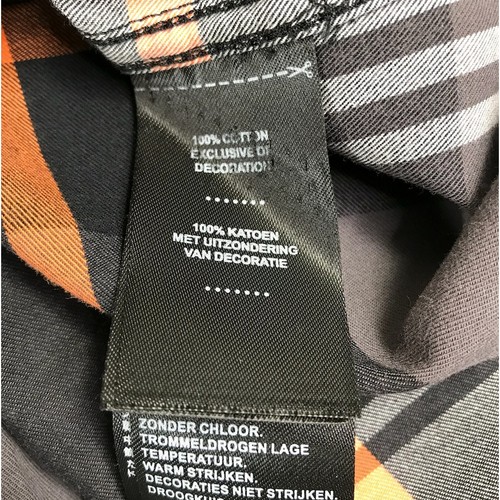 100% COTTON
EXCLUSIVE OF
DECORATION
100% KATOEN
MET UITZONDERING
VAN DECORATIE
ZONDER CHLOOR.
TROMMELDROGEN LAGE
TEMPERATUUR.
WARM STRIJKEN.
DECORATIES NIET STRIJKEN.
DROOGKUIS